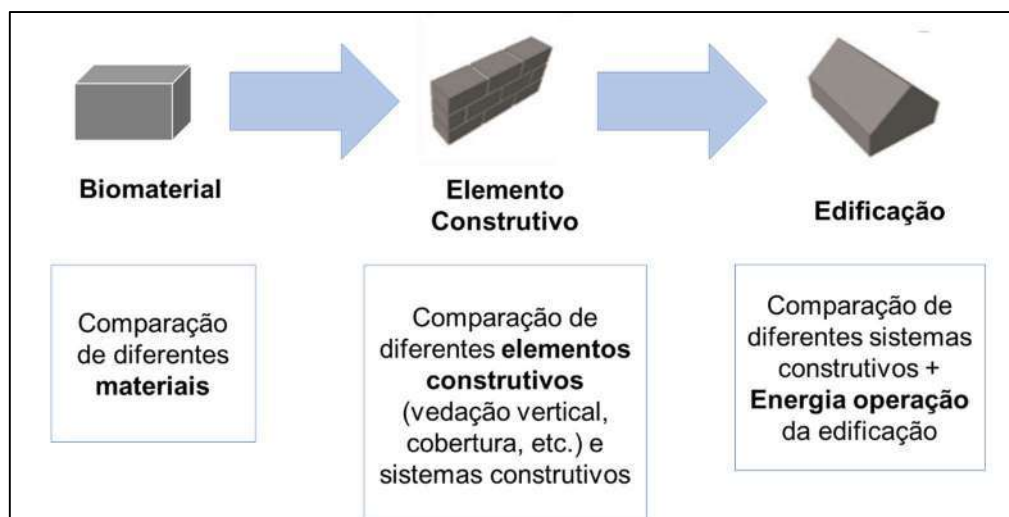 Biomaterial
Elemento
Construtivo
Edificação
Comparação
de diferentes
materiais
Comparação de
diferentes elementos
construtivos
(vedação vertical,
cobertura, etc.) e
sistemas construtivos
Comparação de
diferentes sistemas
construtivos +
Energia operação
da edificação